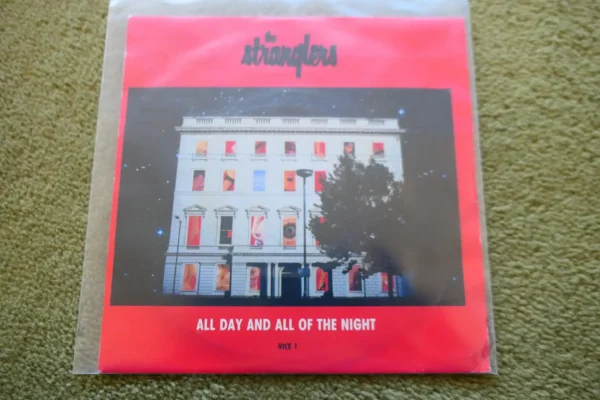 the
stranglers
ALL DAY AND ALL OF THE NIGHT
VICE 1